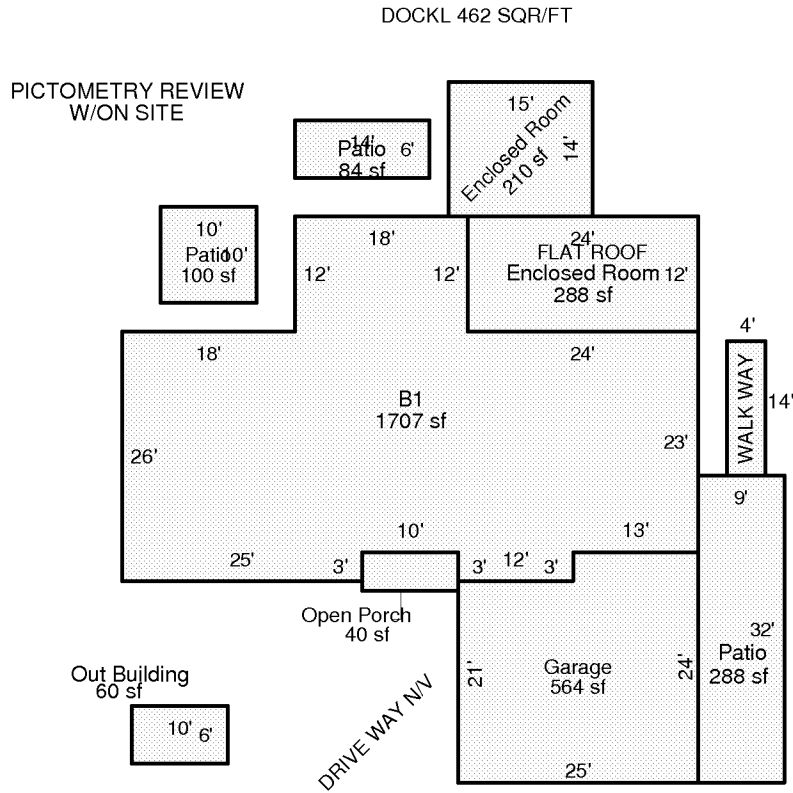 DOCKL 462 SQR/FT
PICTOMETRY REVIEW
W/ON SITE
15'
Enclosed Room
210 sf
14'
14'
Patio
6'
84 sf
10'
Patio
10'
100 sf
18'
12'
12'
24'
FLAT ROOF
Enclosed Room
12'
288 sf
18'
24'
4'
WALK WAY
14'
B1
1707 sf
26'
23'
9'
10'
13'
25'
3'
3'
12'
3'
Open Porch
40 sf
32'
Patio
288 sf
21'
Garage
564 sf
24'
25'
Out Building
60 sf
10'
6'
DRIVE WAY N/V